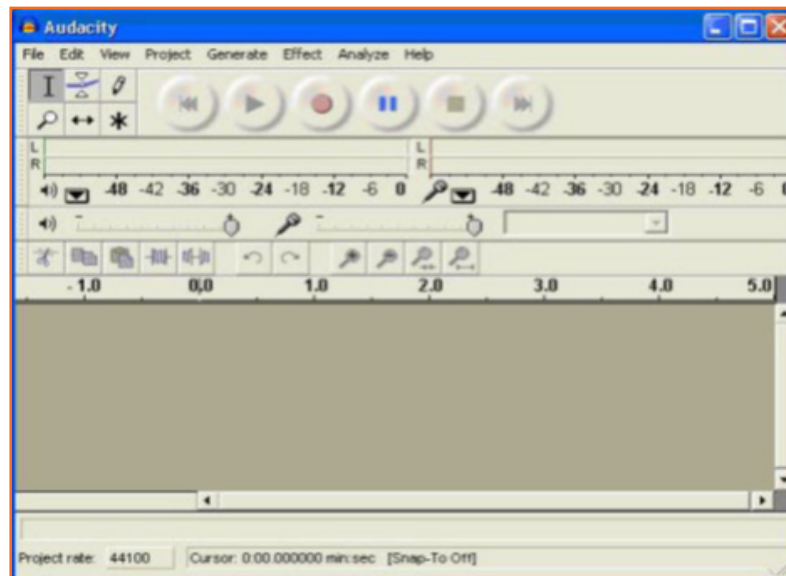 Audacity
File Edit View Project Generate Effect Analyze Help
L
R
-48 -42 -36 -30 -24 -18 -12 -6 0
L
R
-48 -42 -36 -30 -24 -18 -12 -6
- 1.0 0,0 1.0 2.0 3.0 4.0 5.0
Project rate: 44100 Cursor: 0:00.000000 min:sec [Snap-To Off]